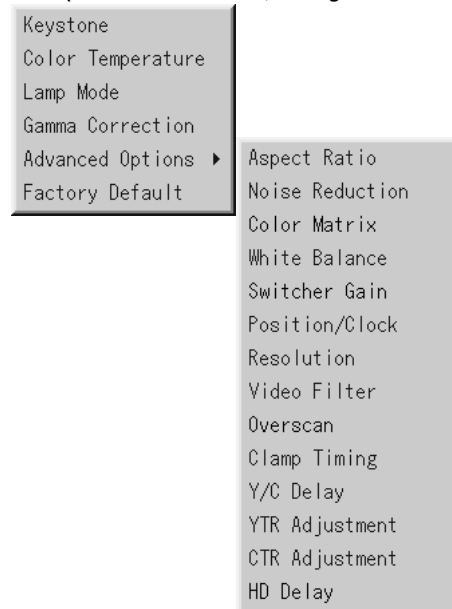 Keystone
Color Temperature
Lamp Mode
Gamma Correction
Advanced Options ▶
Factory Default
Aspect Ratio
Noise Reduction
Color Matrix
White Balance
Switcher Gain
Position/Clock
Resolution
Video Filter
Overscan
Clamp Timing
Y/C Delay
YTR Adjustment
CTR Adjustment
HD Delay